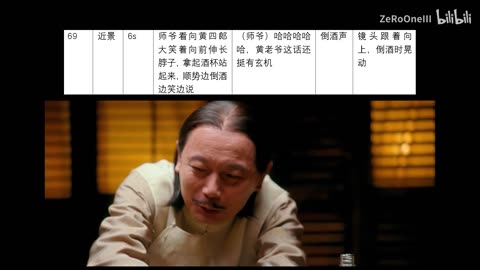 ZeRoOneIII bilibili
69 近景 6s 师爷看向黄四郎 (师爷) 哈哈哈哈哈 倒酒声 镜头跟着向
大笑着向前伸长 哈，黄老爷这话还 上，倒酒时晃
脖子，拿起酒杯站 挺有玄机 动
起来，顺势边倒酒
边笑边说